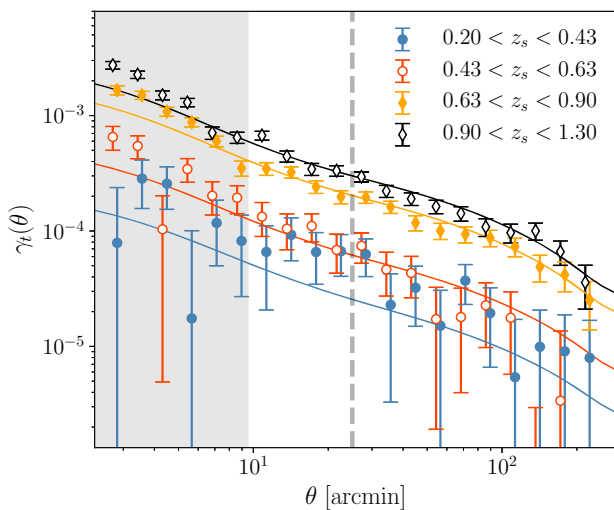 0.20 < z_s < 0.43
0.43 < z_s < 0.63
0.63 < z_s < 0.90
0.90 < z_s < 1.30
10^{-3}
10^{-4}
10^{-5}
γ_t(θ)
10^1
10^2
θ [arcmin]